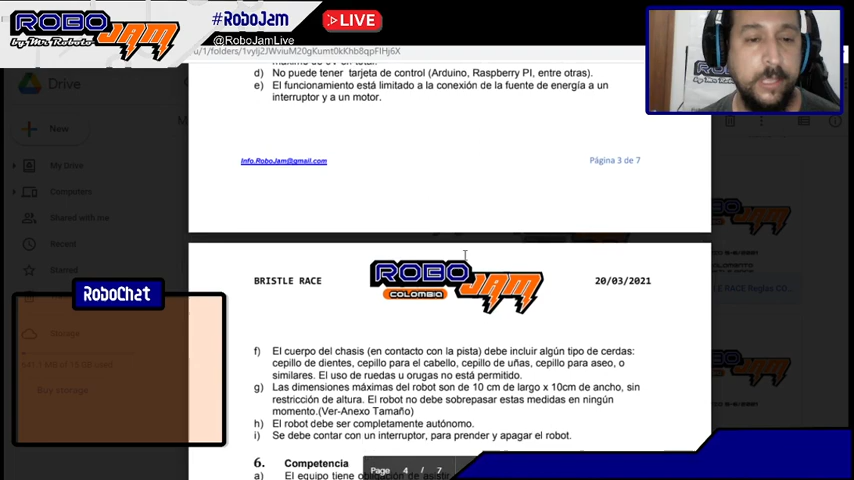 ROBO JAM
by Mr Roboto
#RoboJam
LIVE
@RoboJamLive
u/1/folders/1vyIj2JWviuM20gKumt0kKhb8qpFIHj6X
Drive
New
My Drive
Computers
Shared with me
Recent
Starred
Storage
Buy storage
RoboChat
d) No puede tener tarjeta de control (Arduino, Raspberry PI, entre otras).
e) El funcionamiento está limitado a la conexión de la fuente de energía a un
interruptor y a un motor.
Info.RoboJam@gmail.com
Página 3 de 7
BRISTLE RACE
ROBO JAM
COLOMBIA
20/03/2021
f) El cuerpo del chasis (en contacto con la pista) debe incluir algún tipo de cerdas:
cepillo de dientes, cepillo para el cabello, cepillo de uñas, cepillo para aseo, o
similares. El uso de ruedas u orugas no está permitido.
g) Las dimensiones máximas del robot son de 10 cm de largo x 10cm de ancho, sin
restricción de altura. El robot no debe sobrepasar estas medidas en ningún
momento.(Ver-Anexo Tamaño)
h) El robot debe ser completamente autónomo.
i) Se debe contar con un interruptor, para prender y apagar el robot.
6. Competencia
a) El equipo tiene
Page 4 / 7